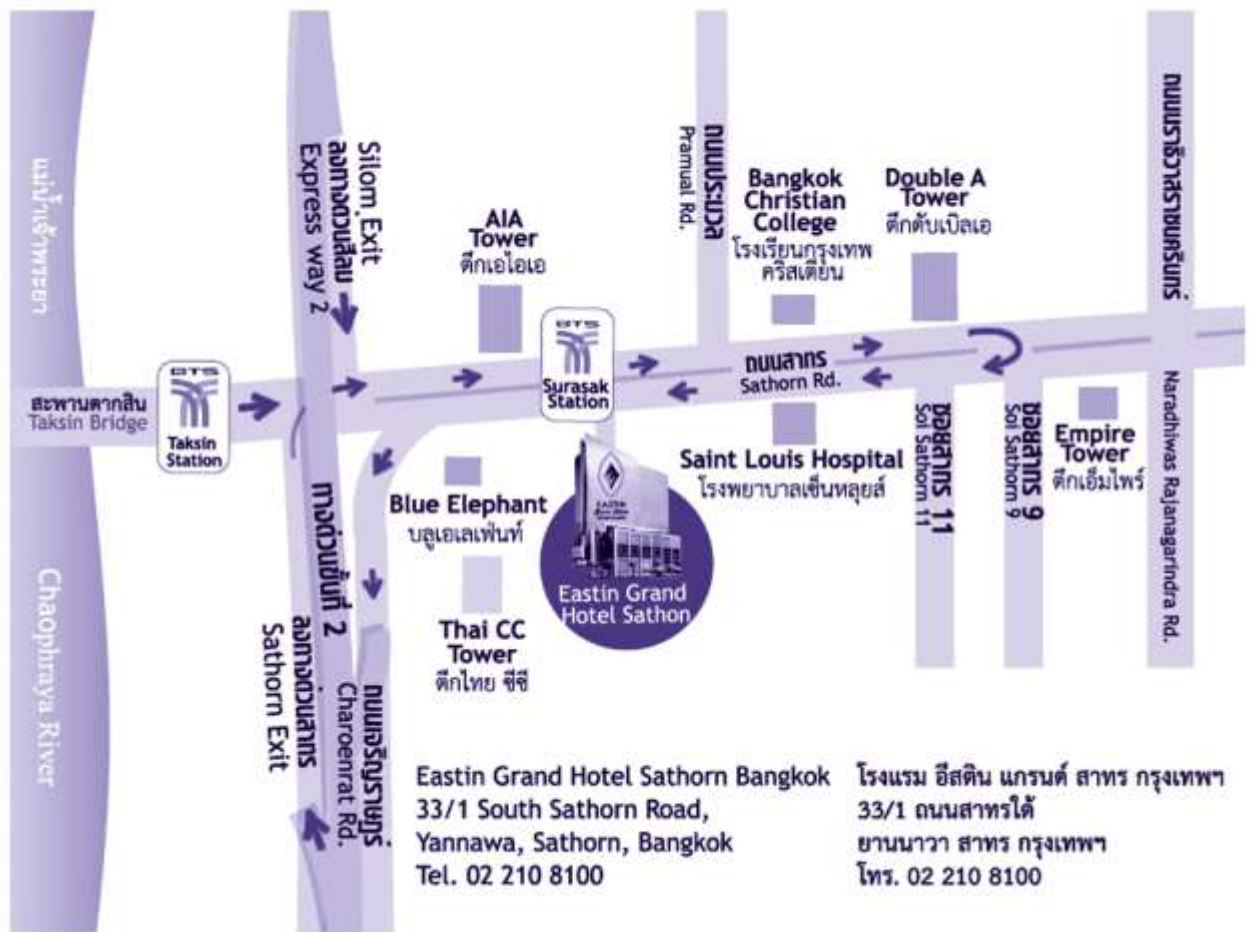 แม่น้ำเจ้าพระยา
Chaophraya River
สะพานตากสิน
Taksin Bridge
BTS
Taksin
Station
Silom Exit
ลงทางด่วนสีลม
Express way 2
ทางด่วนขั้นที่ 2
ลงทางด่วนสาทร
Sathorn Exit
ถนนเจริญราษฎร์
Charoenrat Rd.
AIA
Tower
ตึกเอไอเอ
BTS
Surasak
Station
ถนนประมวล
Pramual Rd.
Bangkok
Christian
College
โรงเรียนกรุงเทพ
คริสเตียน
Double A
Tower
ตึกดับเบิลเอ
ถนนนราธิวาสราชนครินทร์
Naradhiwas Rajanagarindra Rd.
ถนนสาทร
Sathorn Rd.
Blue Elephant
บลูเอเลเฟ่นท์
Thai CC
Tower
ตึกไทย ซีซี
EASTIN
Eastin Grand
Hotel Sathon
Saint Louis Hospital
โรงพยาบาลเซ็นหลุยส์
ซอยสาทร 11
Soi Sathorn 11
ซอยสาทร 9
Soi Sathorn 9
Empire
Tower
ตึกเอ็มไพร์
Eastin Grand Hotel Sathorn Bangkok
33/1 South Sathorn Road,
Yannawa, Sathorn, Bangkok
Tel. 02 210 8100
โรงแรม อีสติน แกรนด์ สาทร กรุงเทพฯ
33/1 ถนนสาทรใต้
ยานนาวา สาทร กรุงเทพฯ
โทร. 02 210 8100